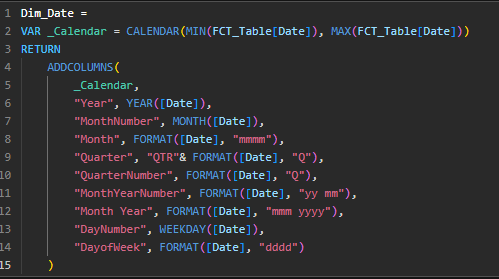 1 Dim_Date =
2 VAR _Calendar = CALENDAR(MIN(FCT_Table[Date]), MAX(FCT_Table[Date]))
3 RETURN
4 ADDCOLUMNS(
5 _Calendar,
6 "Year", YEAR([Date]),
7 "MonthNumber", MONTH([Date]),
8 "Month", FORMAT([Date], "mmmm"),
9 "Quarter", "QTR"& FORMAT([Date], "Q"),
10 "QuarterNumber", FORMAT([Date], "Q"),
11 "MonthYearNumber", FORMAT([Date], "yy mm"),
12 "Month Year", FORMAT([Date], "mmm yyyy"),
13 "DayNumber", WEEKDAY([Date]),
14 "DayofWeek", FORMAT([Date], "dddd")
15 )